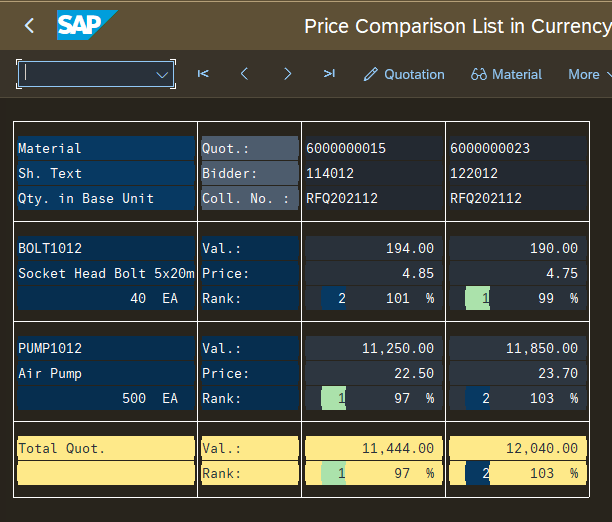 SAP Price Comparison List in Currency
Quotation Material More
Material Quot.: 6000000015 6000000023
Sh. Text Bidder: 114012 122012
Qty. in Base Unit Coll. No. : RFQ202112 RFQ202112
BOLT1012 Val.: 194.00 190.00
Socket Head Bolt 5x20m Price: 4.85 4.75
40 EA Rank: 2 101 % 1 99 %
PUMP1012 Val.: 11,250.00 11,850.00
Air Pump Price: 22.50 23.70
500 EA Rank: 1 97 % 2 103 %
Total Quot. Val.: 11,444.00 12,040.00
Rank: 1 97 % 2 103 %